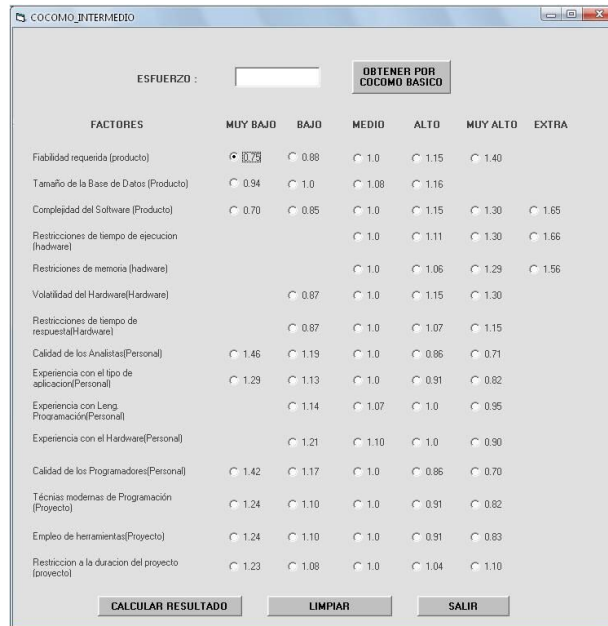 COCOMO_INTERMEDIO
ESFUERZO :
OBTENER POR
COCOMO BASICO
FACTORES MUY BAJO BAJO MEDIO ALTO MUY ALTO EXTRA
Fiabilidad requerida (producto) 0.75 0.88 1.0 1.15 1.40
Tamaño de la Base de Datos (Producto) 0.94 1.0 1.08 1.16
Complejidad del Software (Producto) 0.70 0.85 1.0 1.15 1.30 1.65
Restricciones de tiempo de ejecucion
(hadware) 1.0 1.11 1.30 1.66
Restriciones de memoria (hadware) 1.0 1.06 1.29 1.56
Volatilidad del Hardware(Hardware) 0.87 1.0 1.15 1.30
Restricciones de tiempo de
respuesta(Hardware) 0.87 1.0 1.07 1.15
Calidad de los Analistas(Personal) 1.46 1.19 1.0 0.86 0.71
Experiencia con el tipo de
aplicacion(Personal) 1.29 1.13 1.0 0.91 0.82
Experiencia con Leng.
Programación(Personal) 1.14 1.07 1.0 0.95
Experiencia con el Hardware(Personal) 1.21 1.10 1.0 0.90
Calidad de los Programadores(Personal) 1.42 1.17 1.0 0.86 0.70
Técnias modernas de Programación
(Proyecto) 1.24 1.10 1.0 0.91 0.82
Empleo de herramientas(Proyecto) 1.24 1.10 1.0 0.91 0.83
Restriccion a la duracion del proyecto
(proyecto) 1.23 1.08 1.0 1.04 1.10
CALCULAR RESULTADO LIMPIAR SALIR